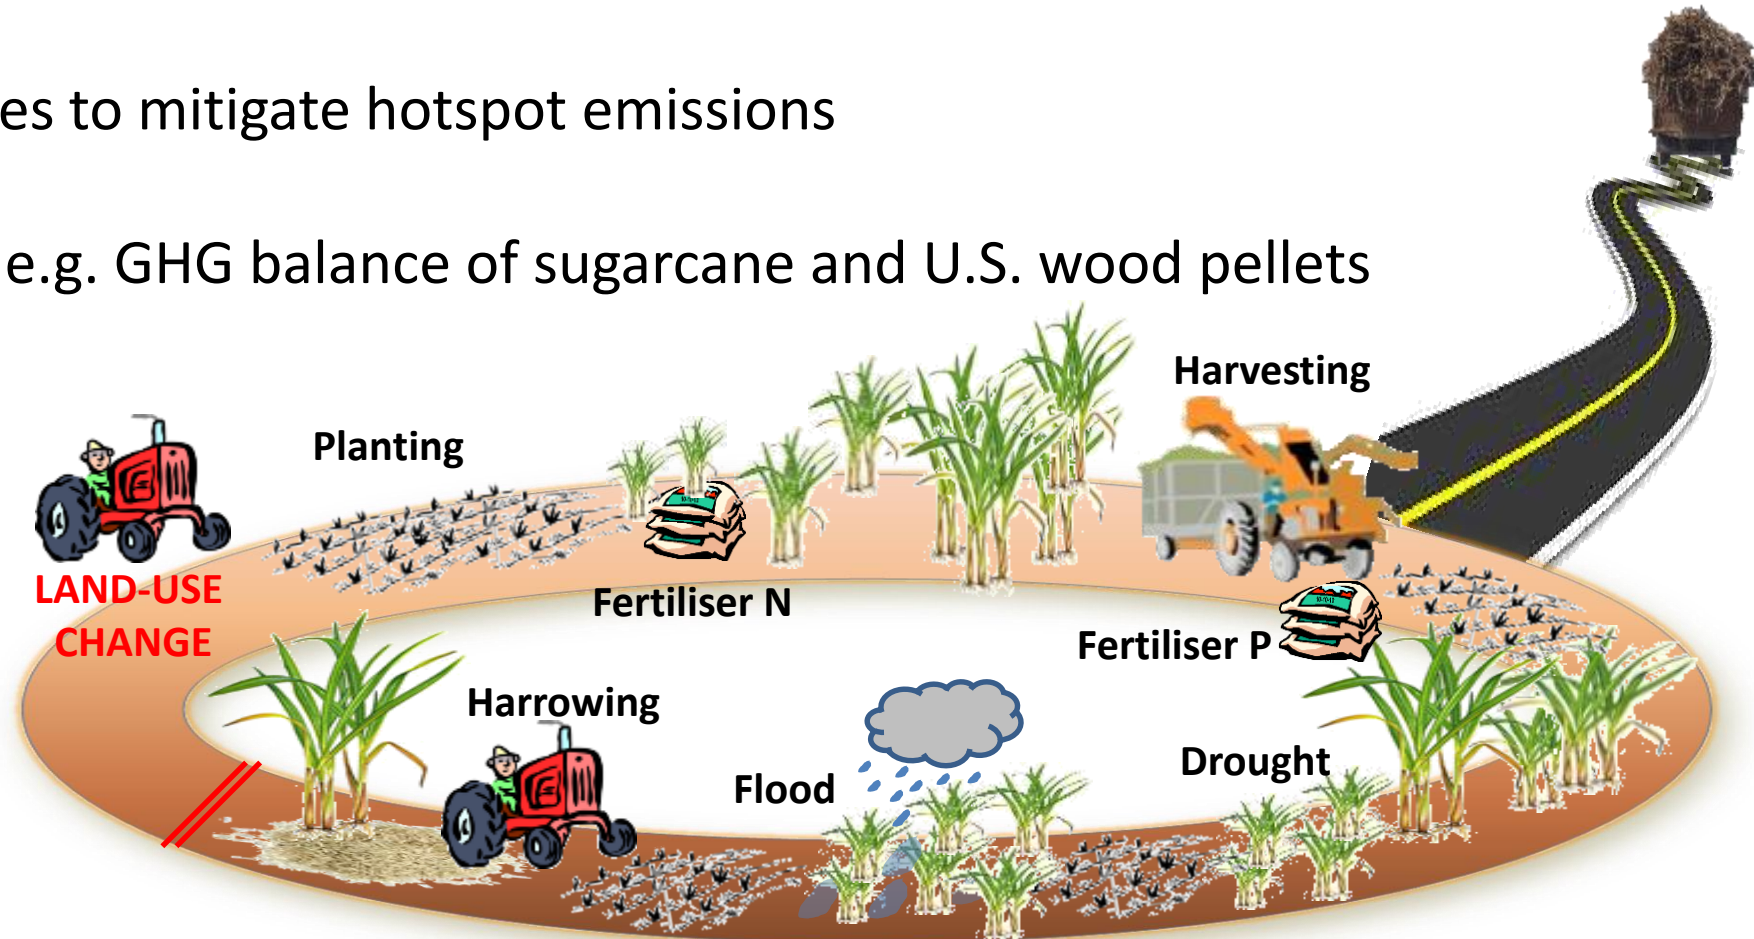 es to mitigate hotspot emissions
e.g. GHG balance of sugarcane and U.S. wood pellets
Harvesting
Planting
LAND-USE
CHANGE
Fertiliser N
Fertiliser P
Harrowing
Flood
Drought